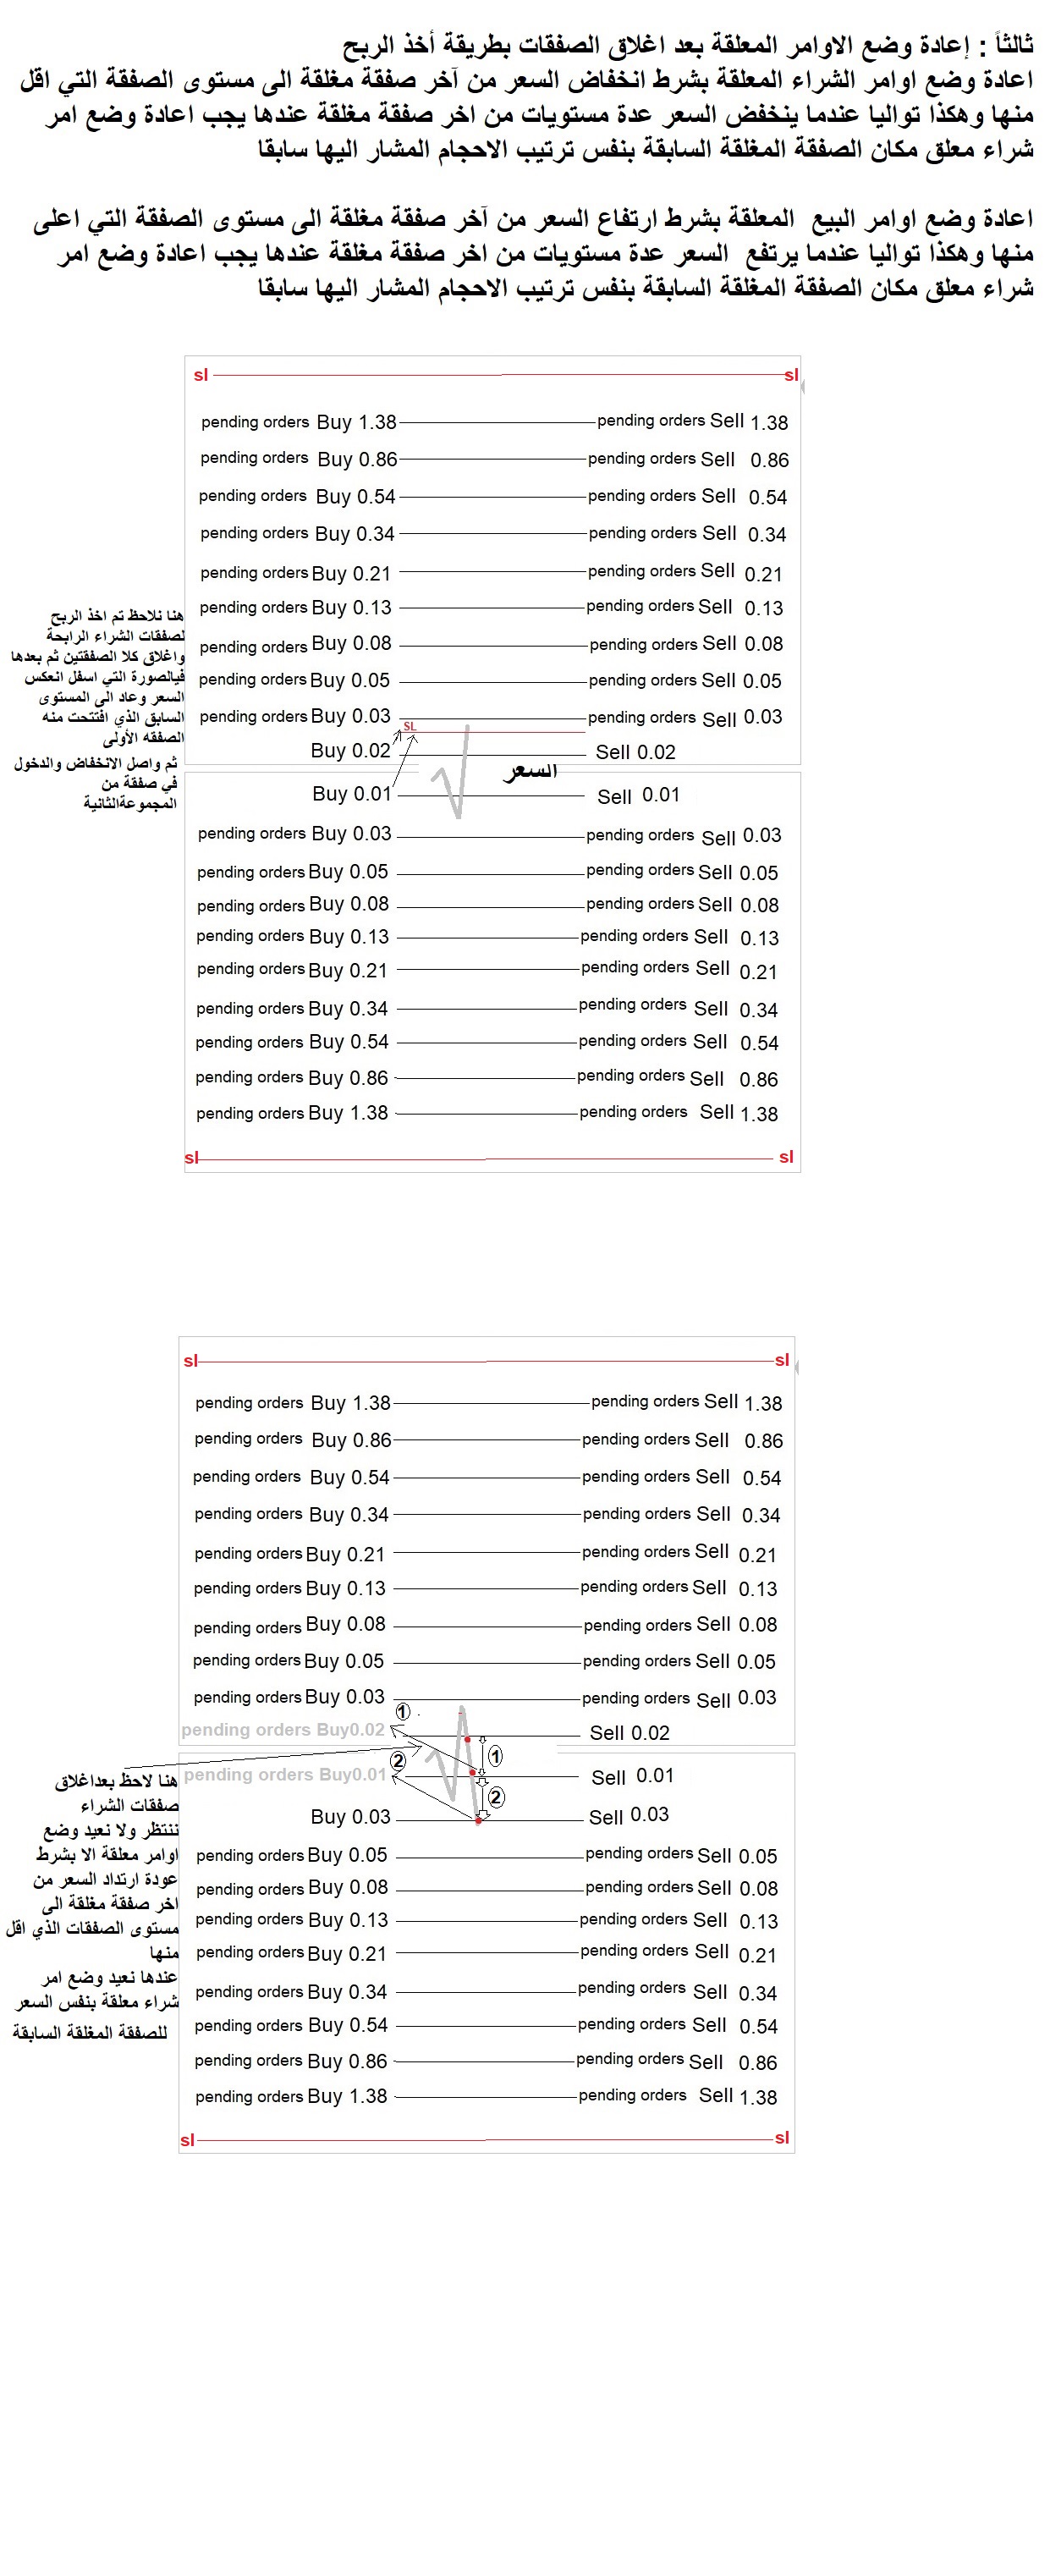 ثالثاً : إعادة وضع الاوامر المعلقة بعد اغلاق الصفقات بطريقة أخذ الربح
اعادة وضع اوامر الشراء المعلقة بشرط انخفاض السعر من آخر صفقة مغلقة الى مستوى الصفقة التي اقل
منها وهكذا تواليا عندما ينخفض السعر عدة مستويات من اخر صفقة مغلقة عندها يجب اعادة وضع امر
شراء معلق مكان الصفقة المغلقة السابقة بنفس ترتيب الاحجام المشار اليها سابقا
اعادة وضع اوامر البيع المعلقة بشرط ارتفاع السعر من آخر صفقة مغلقة الى مستوى الصفقة التي اعلى
منها وهكذا تواليا عندما يرتفع السعر عدة مستويات من اخر صفقة مغلقة عندها يجب اعادة وضع امر
شراء معلق مكان الصفقة المغلقة السابقة بنفس ترتيب الاحجام المشار اليها سابقا
sl sl
pending orders Buy 1.38 pending orders Sell 1.38
pending orders Buy 0.86 pending orders Sell 0.86
pending orders Buy 0.54 pending orders Sell 0.54
pending orders Buy 0.34 pending orders Sell 0.34
pending orders Buy 0.21 pending orders Sell 0.21
pending orders Buy 0.13 pending orders Sell 0.13
pending orders Buy 0.08 pending orders Sell 0.08
pending orders Buy 0.05 pending orders Sell 0.05
pending orders Buy 0.03 pending orders Sell 0.03
SL
Buy 0.02 Sell 0.02
السعر
Buy 0.01 Sell 0.01
pending orders Buy 0.03 pending orders Sell 0.03
pending orders Buy 0.05 pending orders Sell 0.05
pending orders Buy 0.08 pending orders Sell 0.08
pending orders Buy 0.13 pending orders Sell 0.13
pending orders Buy 0.21 pending orders Sell 0.21
pending orders Buy 0.34 pending orders Sell 0.34
pending orders Buy 0.54 pending orders Sell 0.54
pending orders Buy 0.86 pending orders Sell 0.86
pending orders Buy 1.38 pending orders Sell 1.38
sl sl
هنا نلاحظ تم اخذ الربح
لصفقات الشراء الرابحة
واغلاق كلا الصفقتين ثم بعدها
فيالصورة التي اسفل انعكس
السعر وعاد الى المستوى
السابق الذي افتتحت منه
الصفقه الأولى
ثم واصل الانخفاض والدخول
في صفقة من
المجموعةالثانية
sl sl
pending orders Buy 1.38 pending orders Sell 1.38
pending orders Buy 0.86 pending orders Sell 0.86
pending orders Buy 0.54 pending orders Sell 0.54
pending orders Buy 0.34 pending orders Sell 0.34
pending orders Buy 0.21 pending orders Sell 0.21
pending orders Buy 0.13 pending orders Sell 0.13
pending orders Buy 0.08 pending orders Sell 0.08
pending orders Buy 0.05 pending orders Sell 0.05
pending orders Buy 0.03 pending orders Sell 0.03
1
pending orders Buy0.02 Sell 0.02
2 1
pending orders Buy0.01 Sell 0.01
2
Buy 0.03 Sell 0.03
pending orders Buy 0.05 pending orders Sell 0.05
pending orders Buy 0.08 pending orders Sell 0.08
pending orders Buy 0.13 pending orders Sell 0.13
pending orders Buy 0.21 pending orders Sell 0.21
pending orders Buy 0.34 pending orders Sell 0.34
pending orders Buy 0.54 pending orders Sell 0.54
pending orders Buy 0.86 pending orders Sell 0.86
pending orders Buy 1.38 pending orders Sell 1.38
sl sl
هنا لاحظ بعداغلاق
صفقات الشراء
ننتظر ولا نعيد وضع
اوامر معلقة الا بشرط
عودة ارتداد السعر من
اخر صفقة مغلقة الى
مستوى الصفقات الذي اقل
منها
عندها نعيد وضع امر
شراء معلقة بنفس السعر
للصفقة المغلقة السابقة